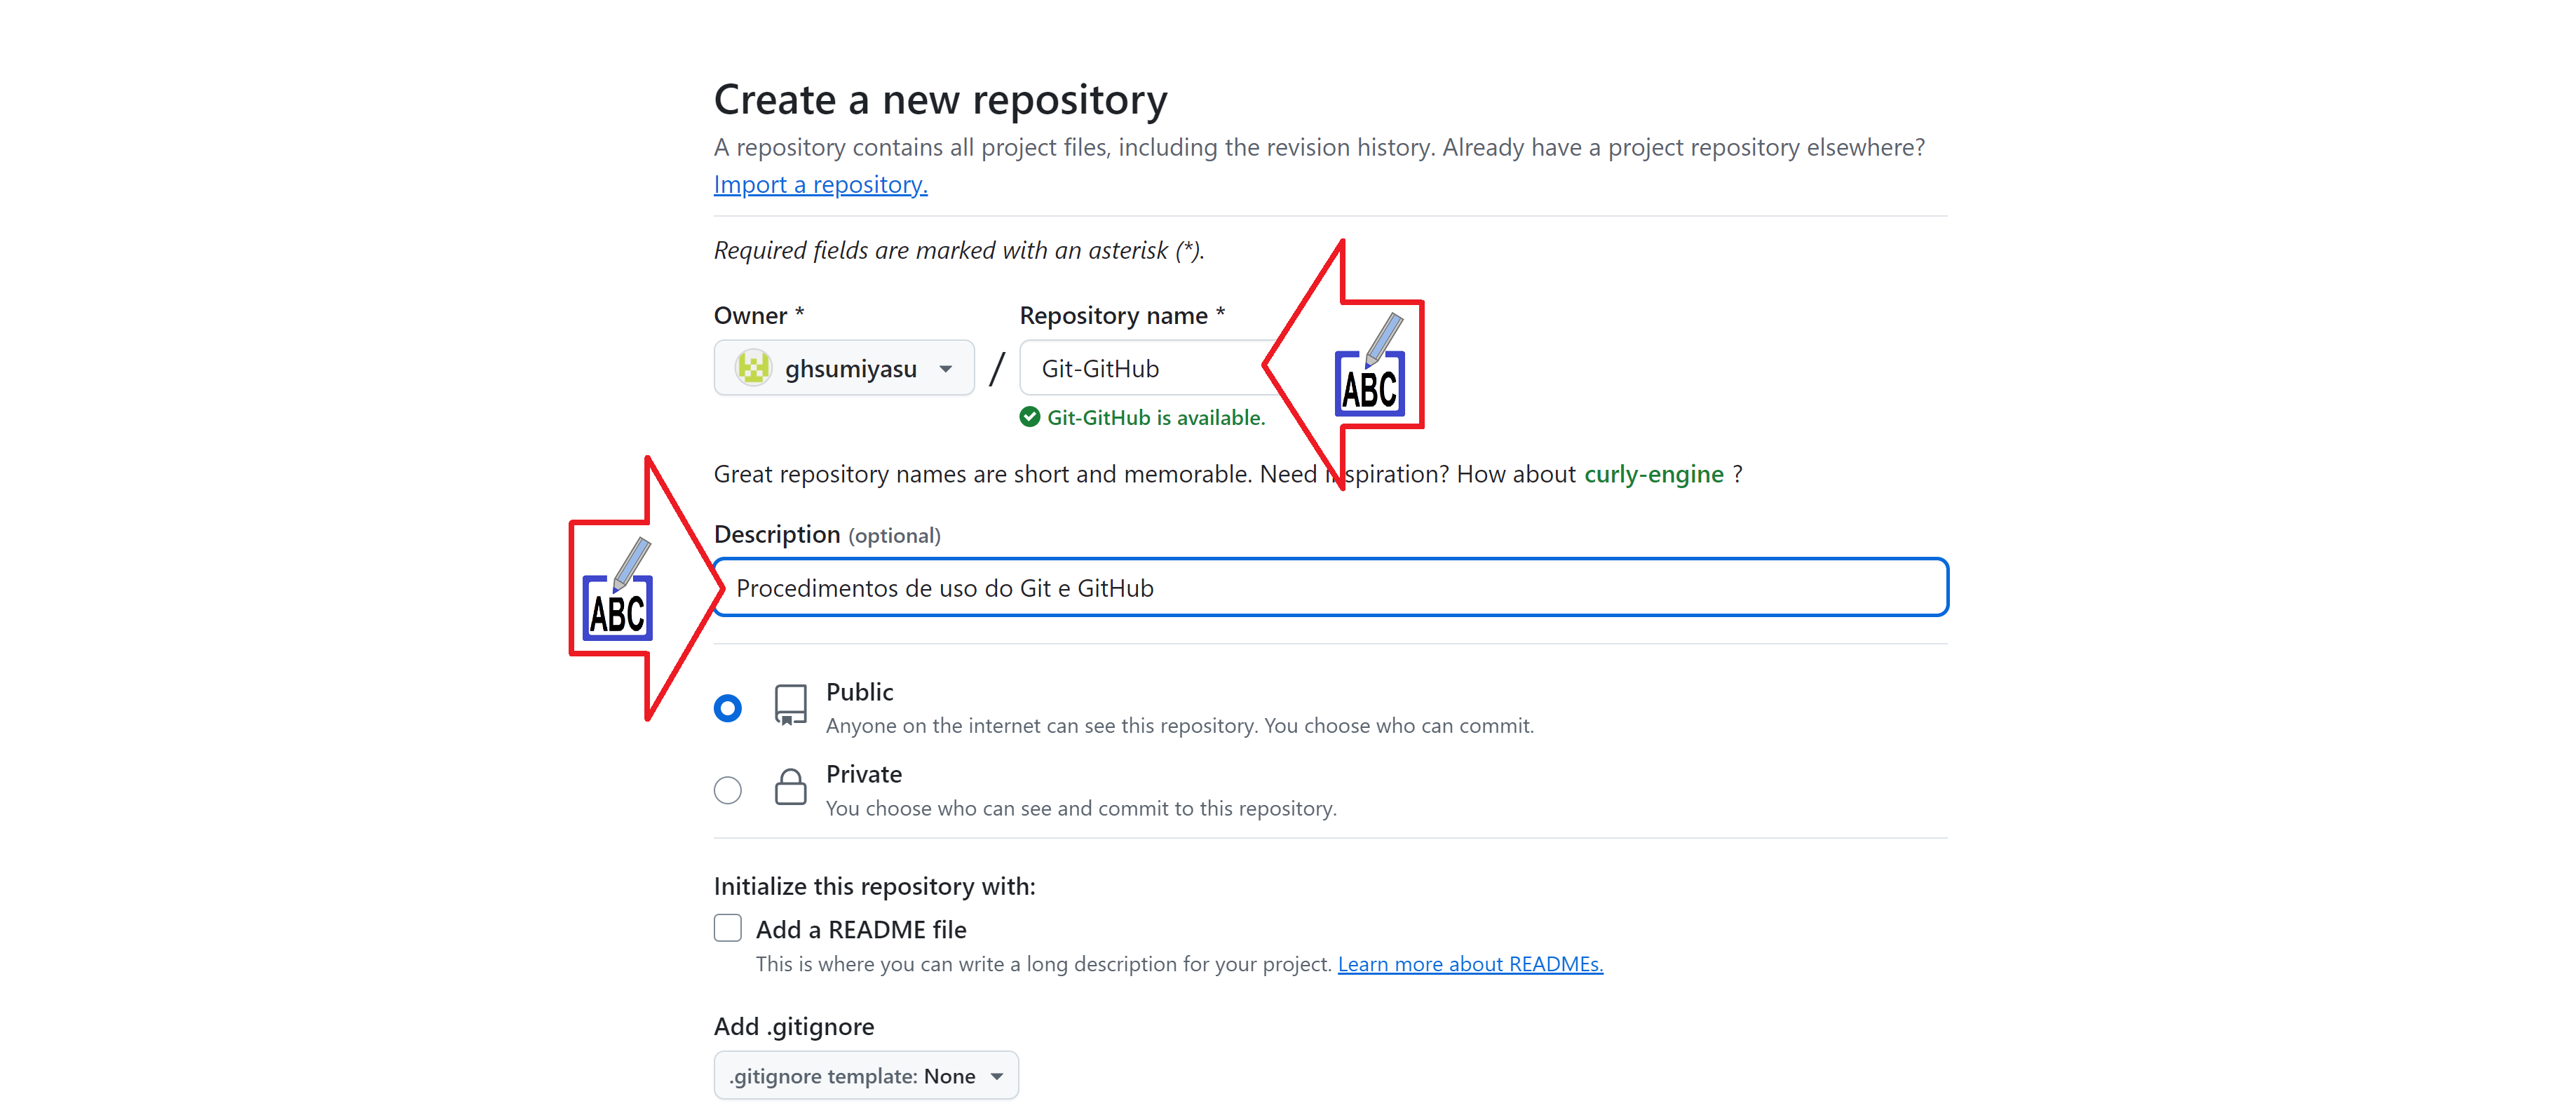 Create a new repository
A repository contains all project files, including the revision history. Already have a project repository elsewhere?
Import a repository.
Required fields are marked with an asterisk (*).
Owner * Repository name *
ghsumiyasu / Git-GitHub
Git-GitHub is available.
ABC
Great repository names are short and memorable. Need inspiration? How about curly-engine ?
Description (optional)
Procedimentos de uso do Git e GitHub
ABC
Public
Anyone on the internet can see this repository. You choose who can commit.
Private
You choose who can see and commit to this repository.
Initialize this repository with:
Add a README file
This is where you can write a long description for your project. Learn more about READMEs.
Add .gitignore
.gitignore template: None